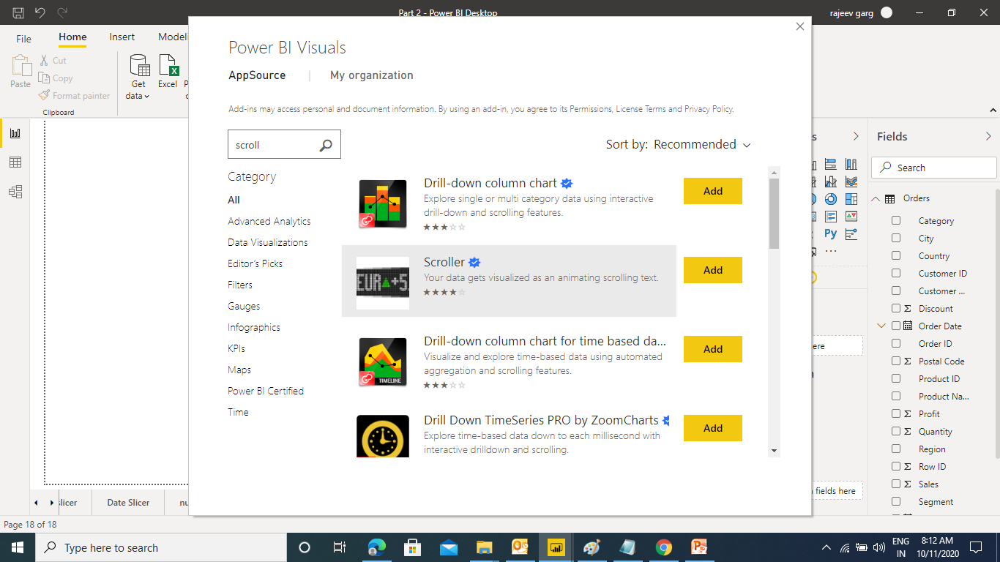 Part 2 - Power BI Desktop
rajeev garg
File
Home
Insert
Modeli
Paste
Cut
Copy
Format painter
Clipboard
Get
data
Excel
Power BI Visuals
AppSource
My organization
Add-ins may access personal and document information. By using an add-in, you agree to its Permissions, License Terms and Privacy Policy.
scroll
Sort by: Recommended
Category
All
Advanced Analytics
Data Visualizations
Editor's Picks
Filters
Gauges
Infographics
KPIs
Maps
Power BI Certified
Time
Drill-down column chart
Explore single or multi category data using interactive
drill-down and scrolling features.
Add
EUR▲+5
Scroller
Your data gets visualized as an animating scrolling text.
Add
TIMELINE
Drill-down column chart for time based da...
Visualize and explore time-based data using automated
aggregation and scrolling features.
Add
Drill Down TimeSeries PRO by ZoomCharts
Explore time-based data down to each millisecond with
interactive drilldown and scrolling.
Add
s
Py
...
ere
fields here
Fields
Search
Orders
Category
City
Country
Customer ID
Customer ...
Σ Discount
Order Date
Order ID
Σ Postal Code
Product ID
Product Na...
Σ Profit
Σ Quantity
Region
Σ Row ID
Σ Sales
Segment
slicer
Date Slicer
nu
Page 18 of 18
Type here to search
ENG
IN
8:12 AM
10/11/2020